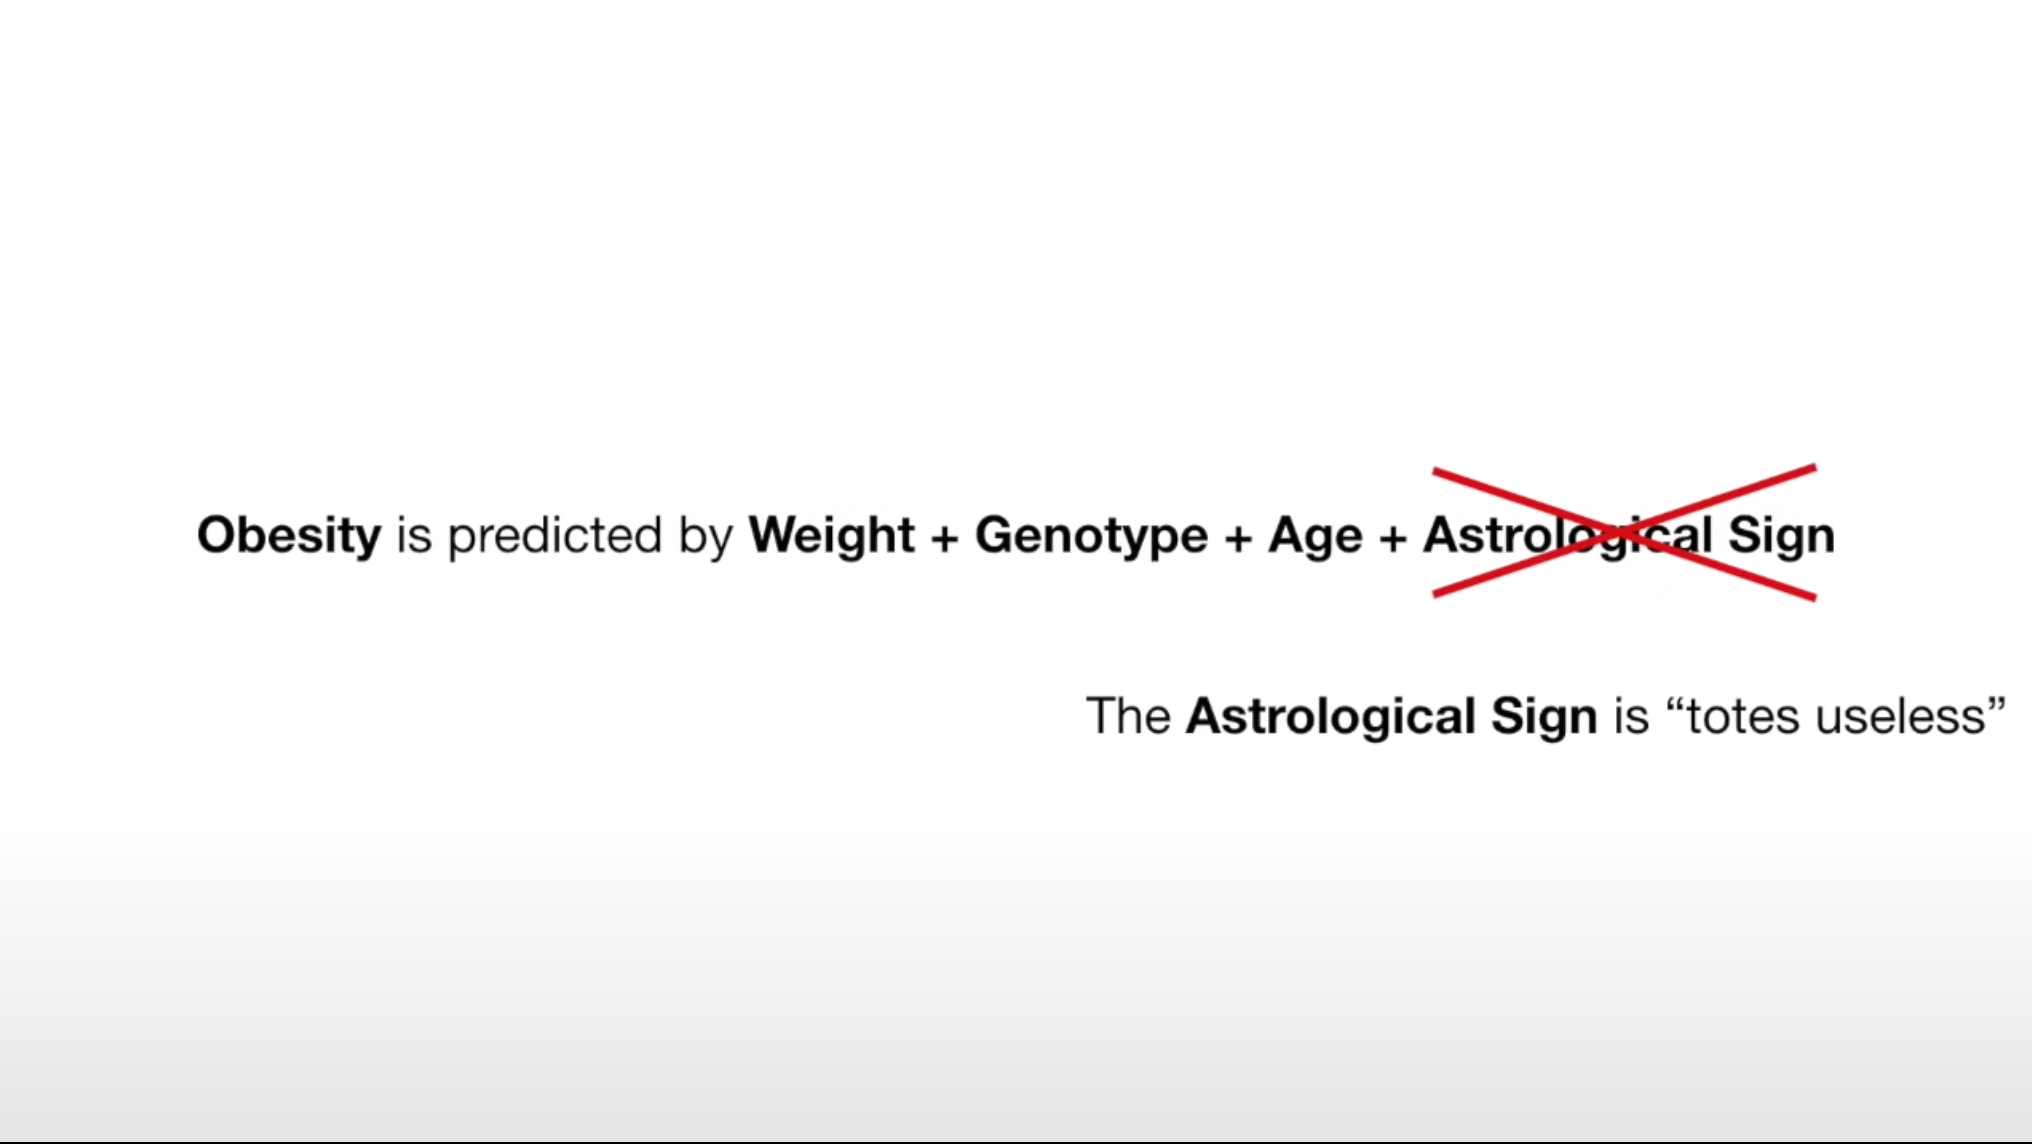 Obesity is predicted by Weight + Genotype + Age + Astrological Sign
The Astrological Sign is “totes useless”